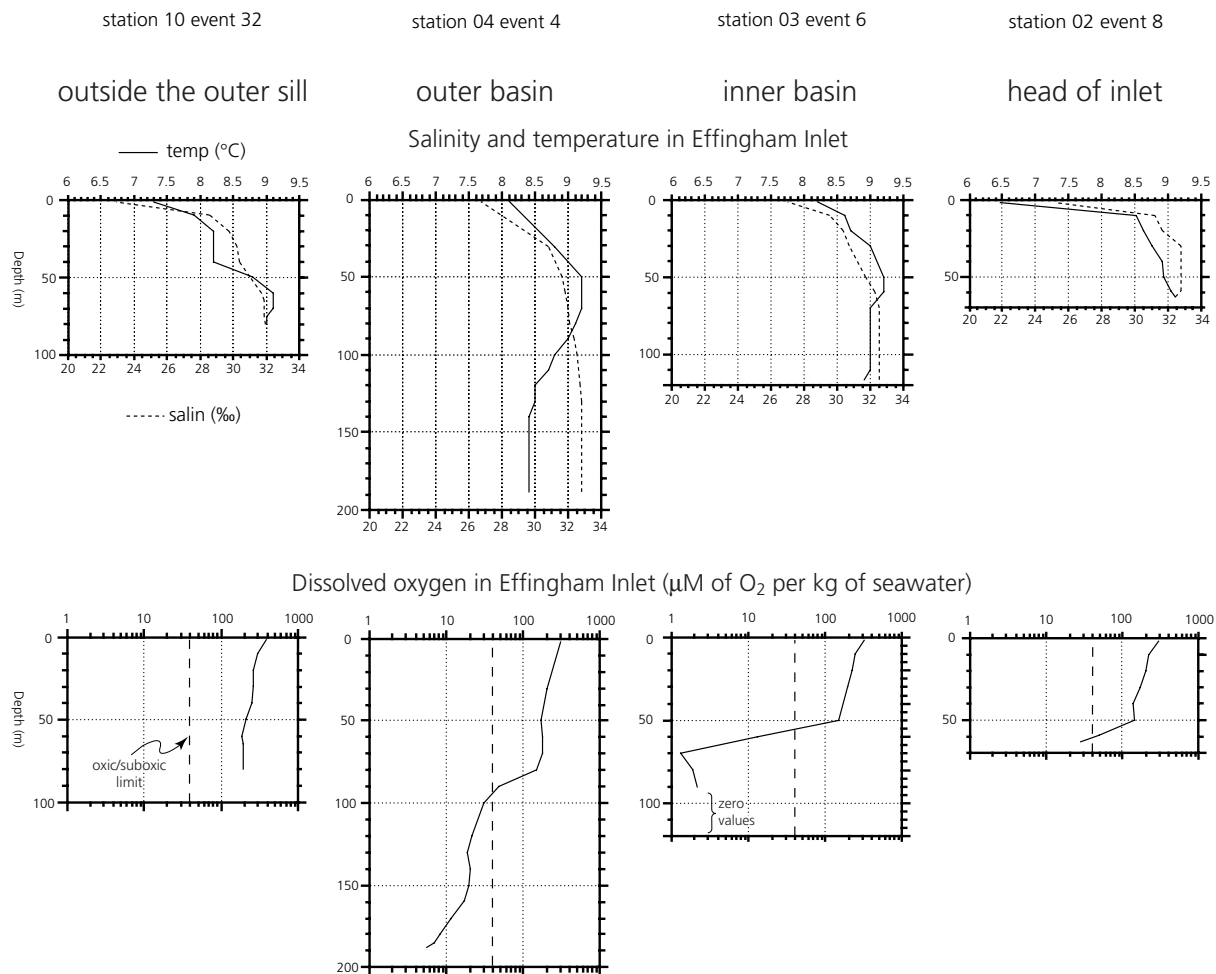 station 10 event 32 station 04 event 4 station 03 event 6 station 02 event 8
outside the outer sill outer basin inner basin head of inlet
Salinity and temperature in Effingham Inlet
temp (°C)
6 6.5 7 7.5 8 8.5 9 9.5 6 6.5 7 7.5 8 8.5 9 9.5 6 6.5 7 7.5 8 8.5 9 9.5 6 6.5 7 7.5 8 8.5 9 9.5
0 0 0 0
Depth (m)
50 50 50 50
20 22 24 26 28 30 32 34
100 100 100
20 22 24 26 28 30 32 34
20 22 24 26 28 30 32 34
salin (‰)
150
200
20 22 24 26 28 30 32 34
Dissolved oxygen in Effingham Inlet (µM of O₂ per kg of seawater)
1 10 100 1000 1 10 100 1000 1 10 100 1000 1 10 100 1000
0 0 0 0
Depth (m)
50 50 50 50
oxic/suboxic
limit
100 100 100
zero
values
150
200